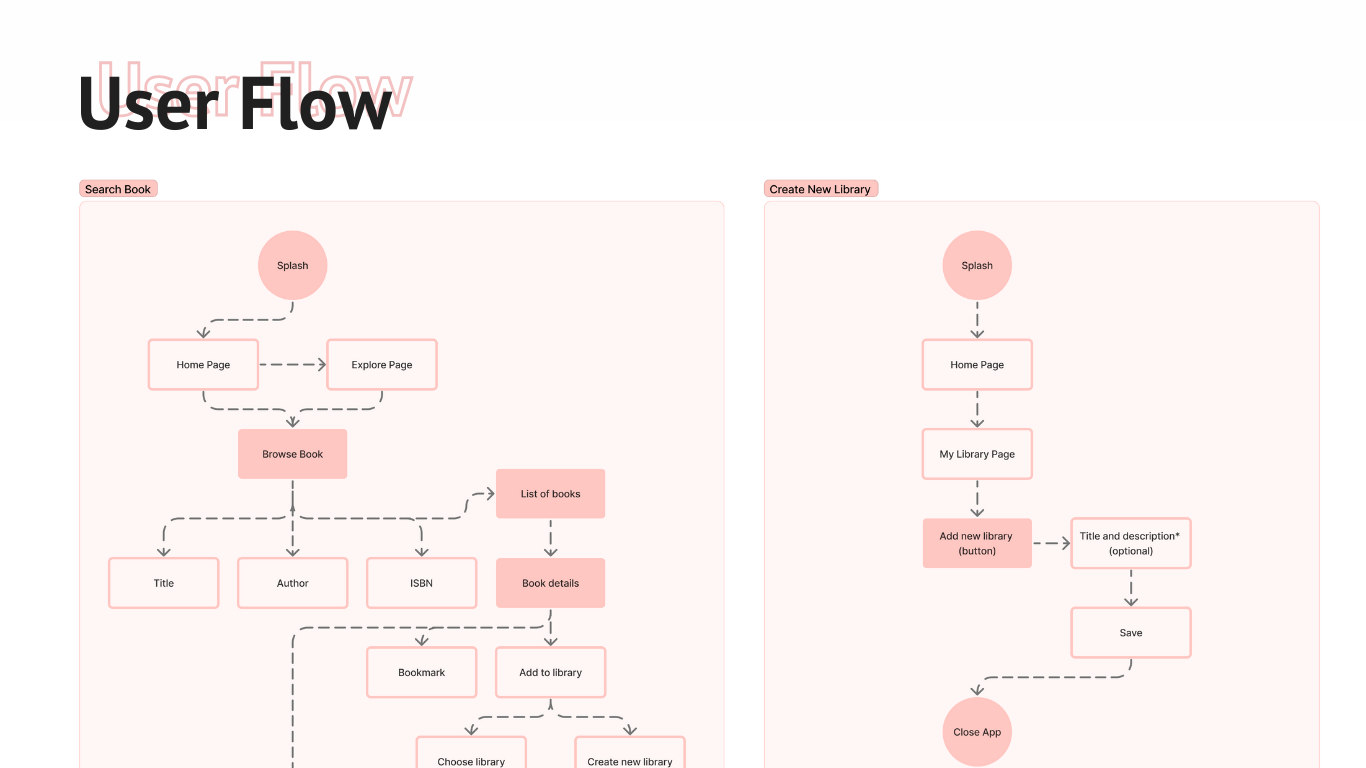 User Flow
User Flow
Search Book
Splash
Home Page
Explore Page
Browse Book
List of books
Title
Author
ISBN
Book details
Bookmark
Add to library
Choose library
Create new library
Create New Library
Splash
Home Page
My Library Page
Add new library
(button)
Title and description*
(optional)
Save
Close App